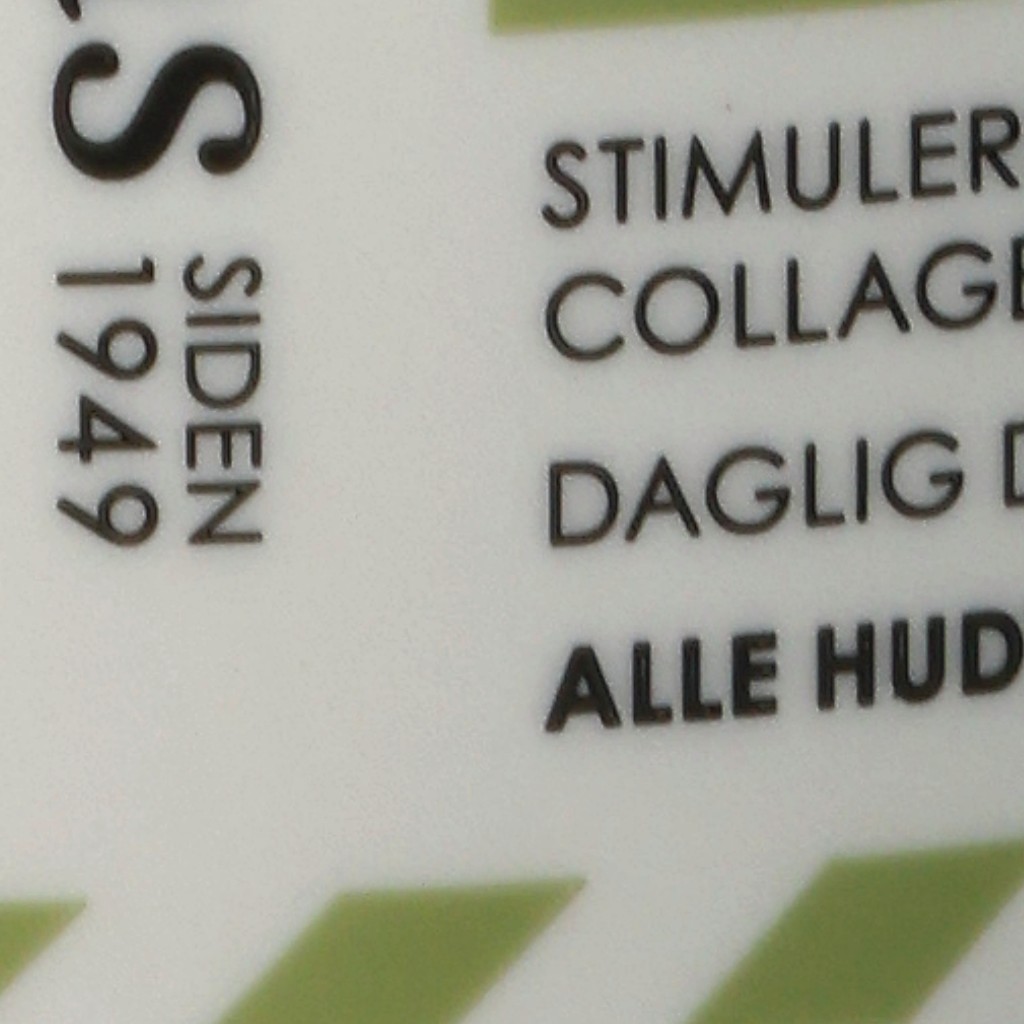 S
SIDEN
1949
STIMULER
COLLAGE
DAGLIG D
ALLE HUD